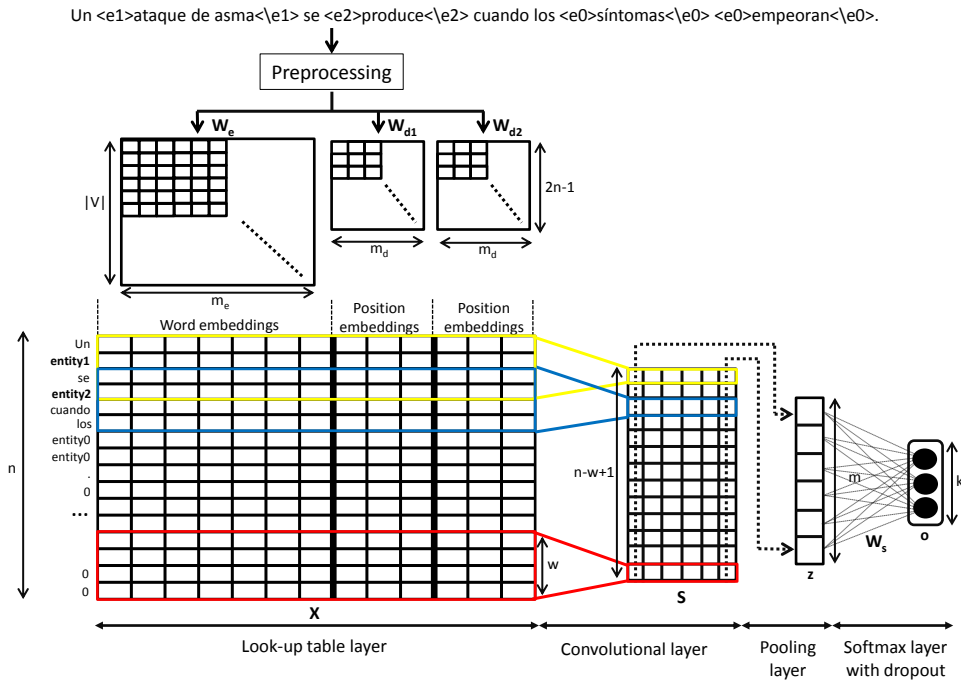 Un <e1>ataque de asma<\e1> se <e2>produce<\e2> cuando los <e0>síntomas<\e0> <e0>empeoran<\e0>.
Preprocessing
We
Wd1
Wd2
|V|
2n-1
me
md
md
Word embeddings
Position embeddings
Position embeddings
Un
entity1
se
entity2
cuando
los
entity0
entity0
.
0
...
0
0
n
w
n-w+1
m
k
Ws
o
z
X
S
Look-up table layer
Convolutional layer
Pooling layer
Softmax layer with dropout